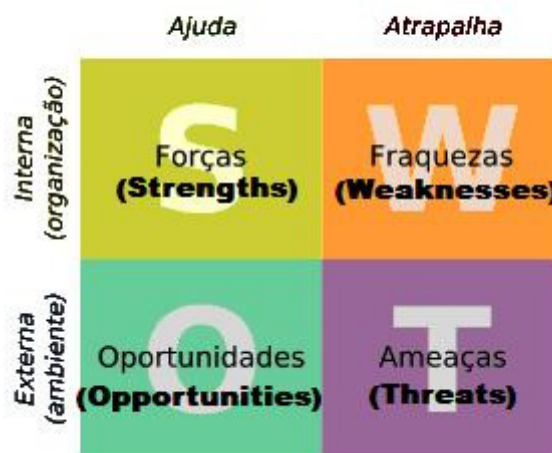 Ajuda
Atrapalha
Interna
(organização)
S
Forças
(Strengths)
W
Fraquezas
(Weaknesses)
Externa
(ambiente)
O
Oportunidades
(Opportunities)
T
Ameaças
(Threats)